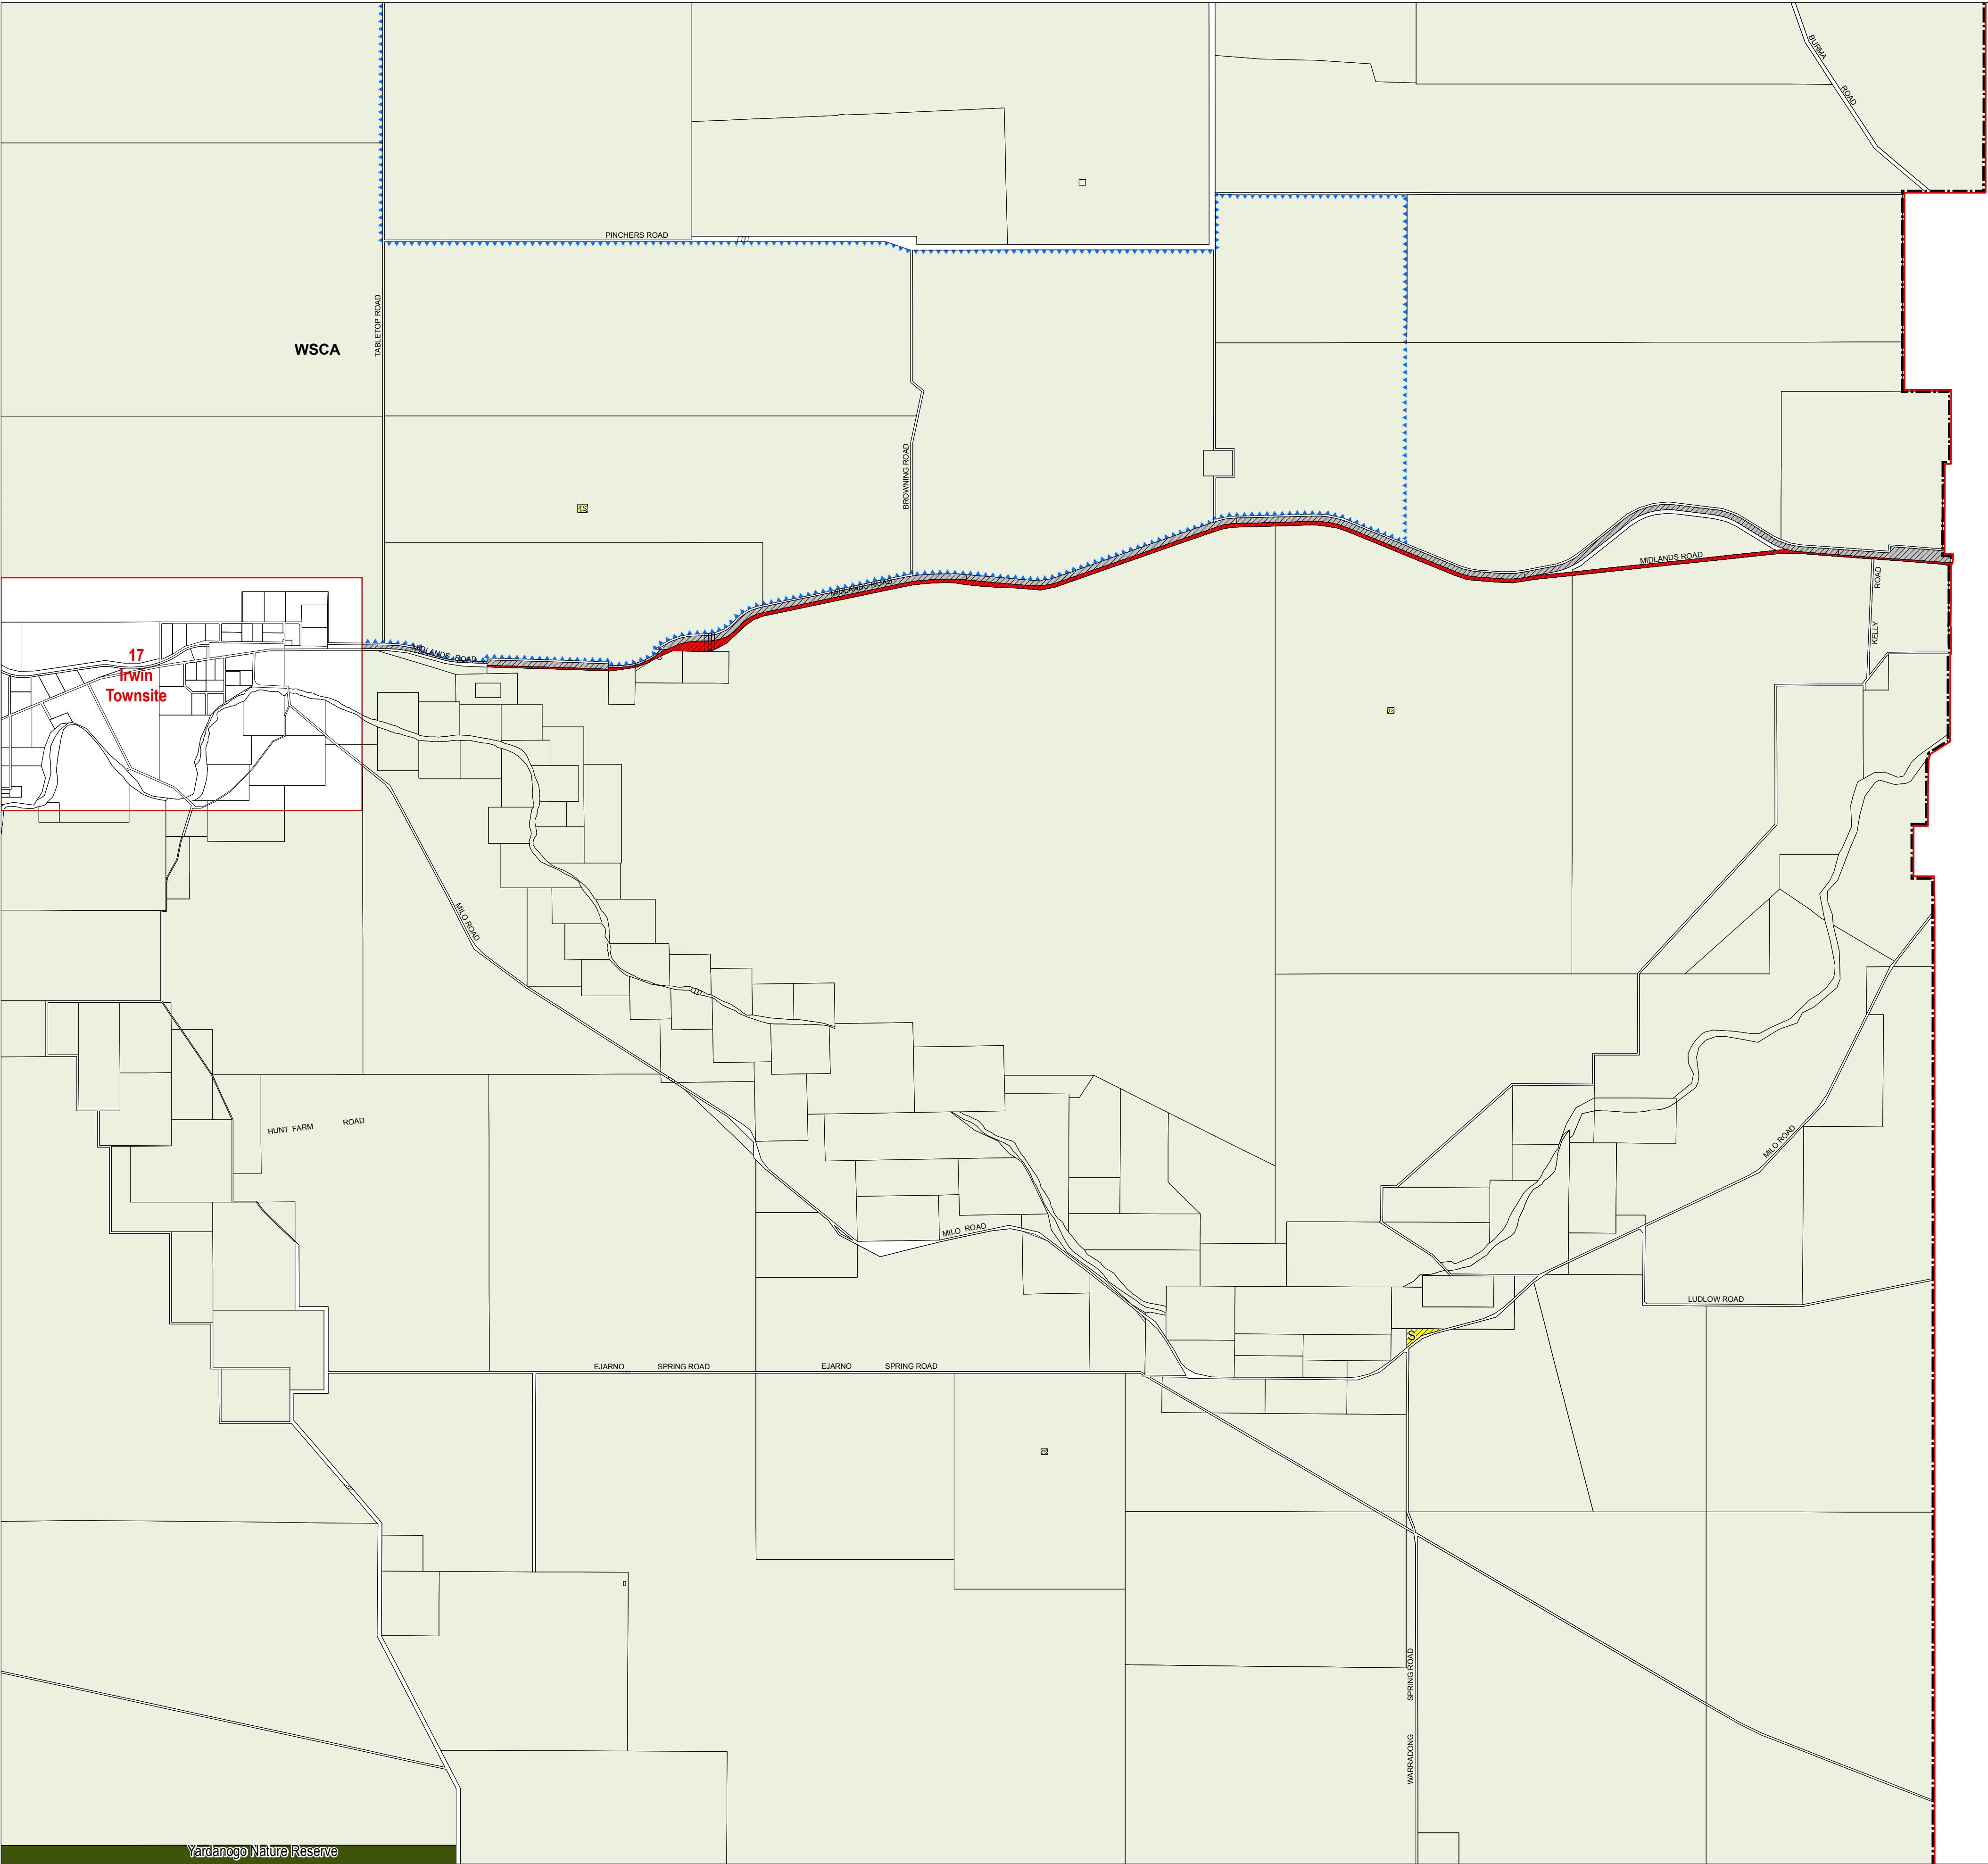 BURMA
ROAD
PINCHERS ROAD
TABLETOP ROAD
WSCA
BROWNING ROAD
MIDLANDS ROAD
MIDLANDS ROAD
ROAD
KELLY
MIDLANDS ROAD
17
Irwin
Townsite
MILO ROAD
HUNT FARM ROAD
MILO ROAD
MILO ROAD
LUDLOW ROAD
S
EJARNO SPRING ROAD
EJARNO SPRING ROAD
SPRING ROAD
WARRADONG
Yardanogo Nature Reserve